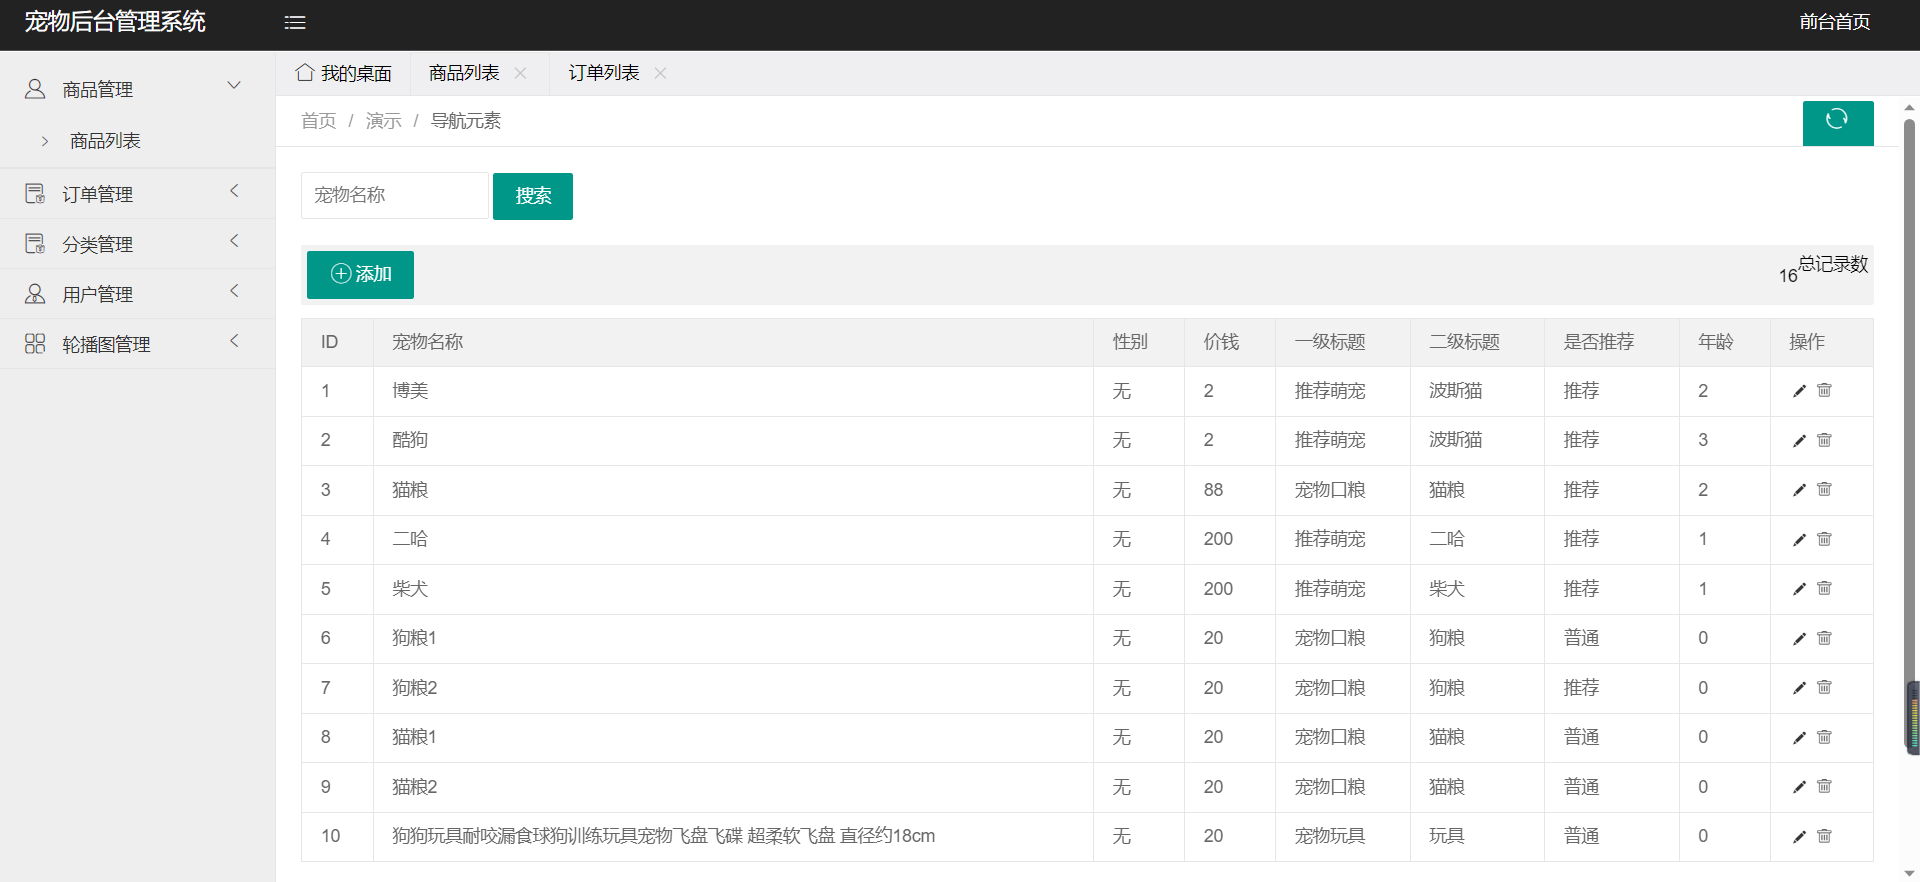 宠物后台管理系统
前台首页
商品管理
商品列表
订单管理
分类管理
用户管理
轮播图管理
我的桌面 商品列表 订单列表
首页 / 演示 / 导航元素
宠物名称 搜索
添加 16总记录数
ID 宠物名称 性别 价钱 一级标题 二级标题 是否推荐 年龄 操作
1 博美 无 2 推荐萌宠 波斯猫 推荐 2
2 酷狗 无 2 推荐萌宠 波斯猫 推荐 3
3 猫粮 无 88 宠物口粮 猫粮 推荐 2
4 二哈 无 200 推荐萌宠 二哈 推荐 1
5 柴犬 无 200 推荐萌宠 柴犬 推荐 1
6 狗粮1 无 20 宠物口粮 狗粮 普通 0
7 狗粮2 无 20 宠物口粮 狗粮 推荐 0
8 猫粮1 无 20 宠物口粮 猫粮 普通 0
9 猫粮2 无 20 宠物口粮 猫粮 普通 0
10 狗狗玩具耐咬漏食球狗训练玩具宠物飞盘飞碟 超柔软飞盘 直径约18cm 无 20 宠物玩具 玩具 普通 0